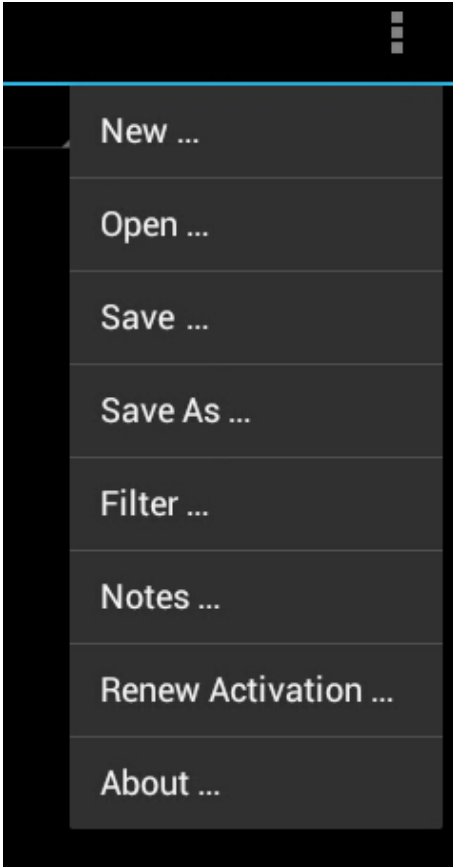 New ...
Open ...
Save ...
Save As ...
Filter ...
Notes ...
Renew Activation ...
About ...